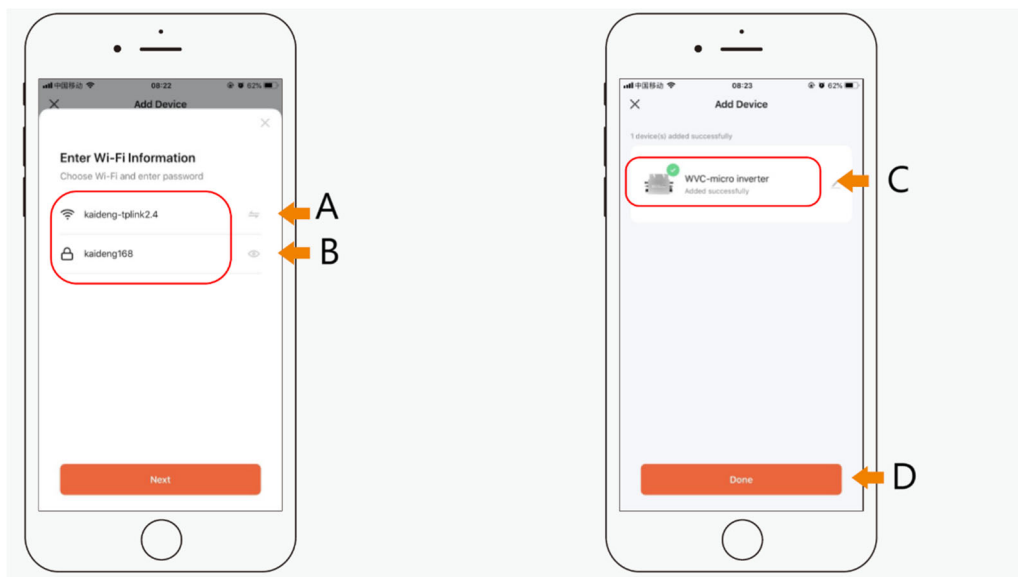 中国移动 08:22 62%
Add Device
Enter Wi-Fi Information
Choose Wi-Fi and enter password
kaideng-tplink2.4
A
kaideng168
B
Next
中国移动 08:23 62%
Add Device
1 device(s) added successfully
WVC-micro inverter
Added successfully
C
Done
D